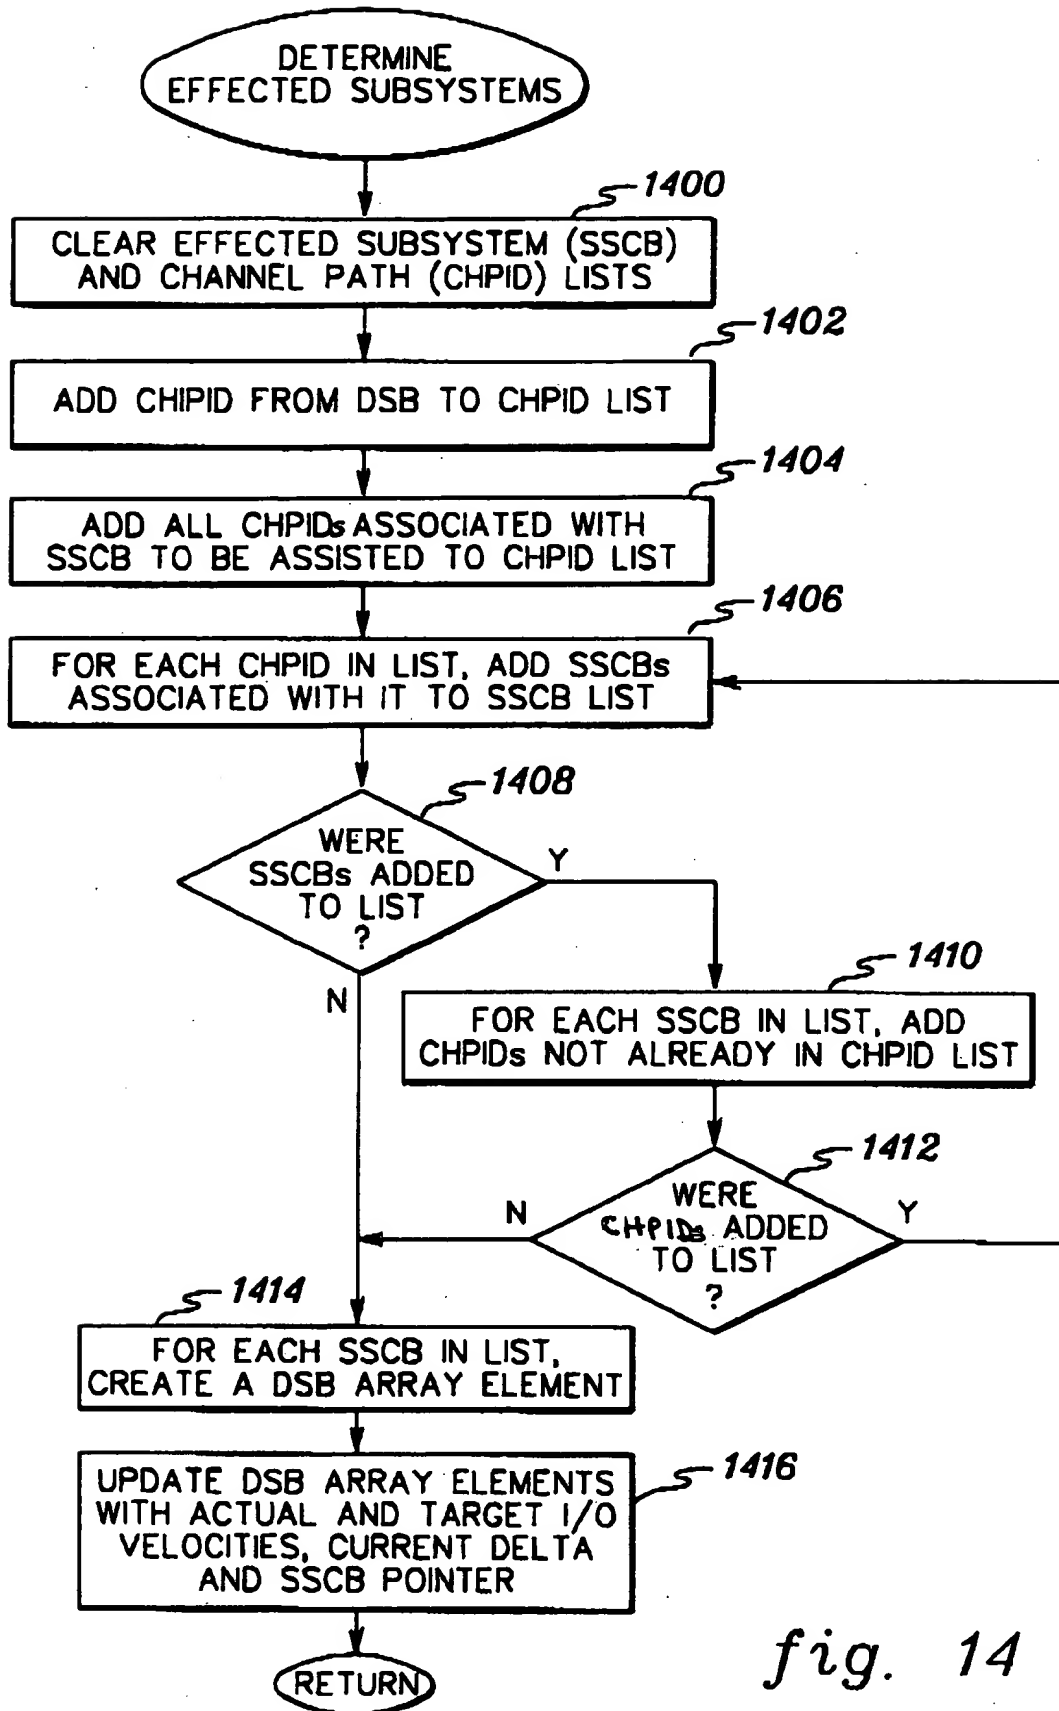 DETERMINE
EFFECTED SUBSYSTEMS
1400
CLEAR EFFECTED SUBSYSTEM (SSCB)
AND CHANNEL PATH (CHPID) LISTS
1402
ADD CHIPID FROM DSB TO CHPID LIST
1404
ADD ALL CHPIDs ASSOCIATED WITH
SSCB TO BE ASSISTED TO CHPID LIST
1406
FOR EACH CHPID IN LIST, ADD SSCBs
ASSOCIATED WITH IT TO SSCB LIST
1408
WERE
SSCBs ADDED
TO LIST
?
Y
N
1410
FOR EACH SSCB IN LIST, ADD
CHPIDs NOT ALREADY IN CHPID LIST
1412
WERE
CHPIDs ADDED
TO LIST
?
N
Y
1414
FOR EACH SSCB IN LIST,
CREATE A DSB ARRAY ELEMENT
1416
UPDATE DSB ARRAY ELEMENTS
WITH ACTUAL AND TARGET I/O
VELOCITIES, CURRENT DELTA
AND SSCB POINTER
RETURN
fig. 14